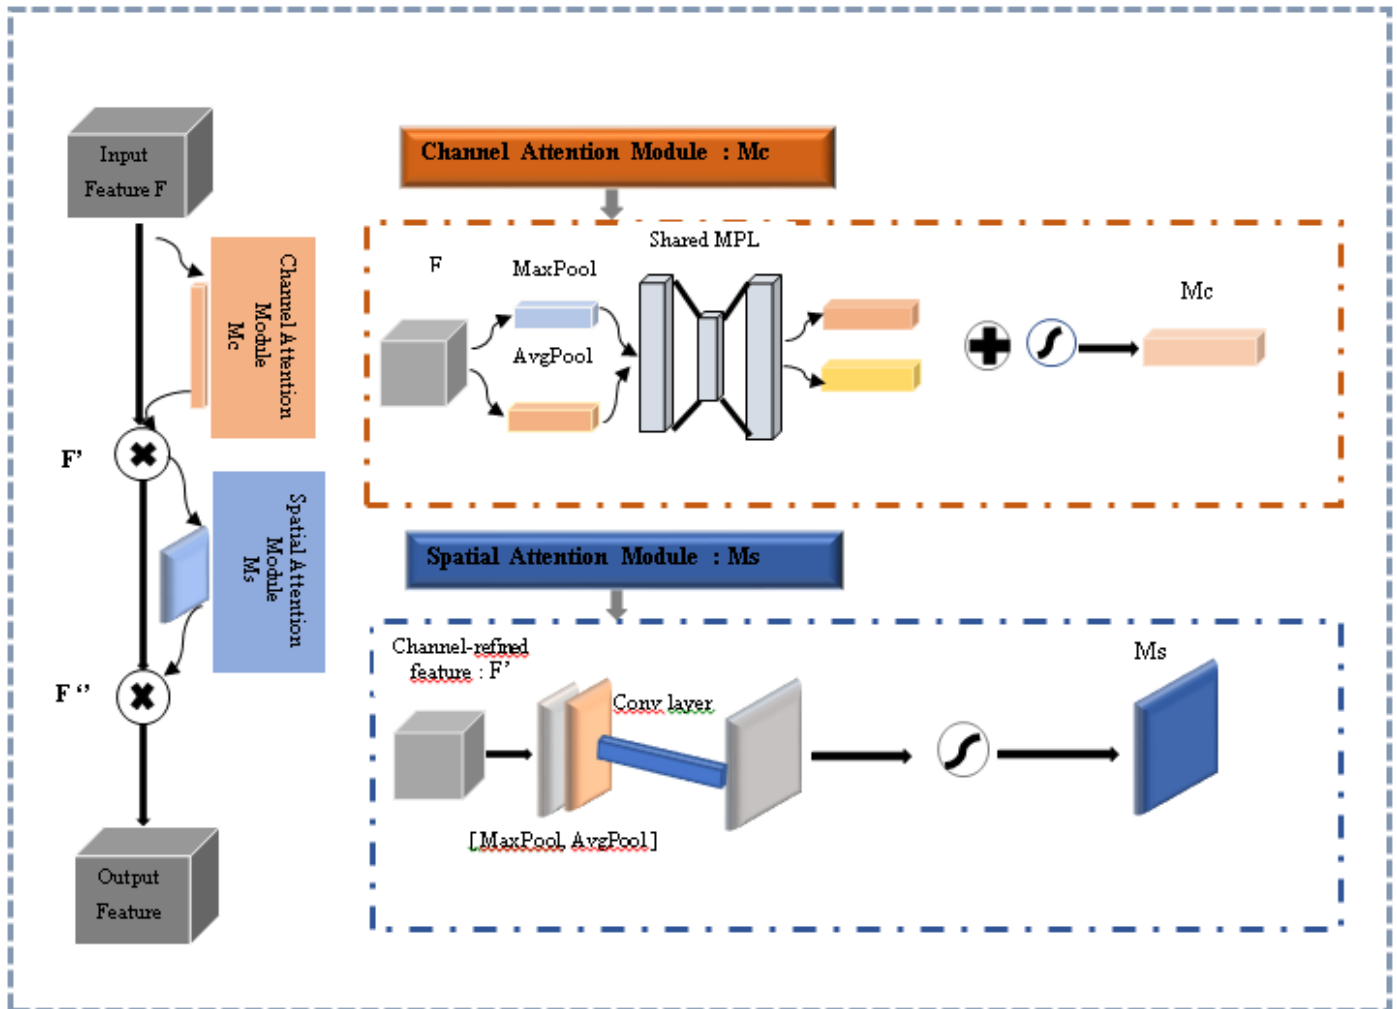 Input
Feature F
Channel Attention
Module
Mc
F’
Spatial Attention
Module
Ms
F ‘’
Output
Feature
Channel Attention Module : Mc
Shared MPL
F
MaxPool
AvgPool
Mc
Spatial Attention Module : Ms
Channel-refined
feature : F’
Conv layer
[ MaxPool, AvgPool ]
Ms